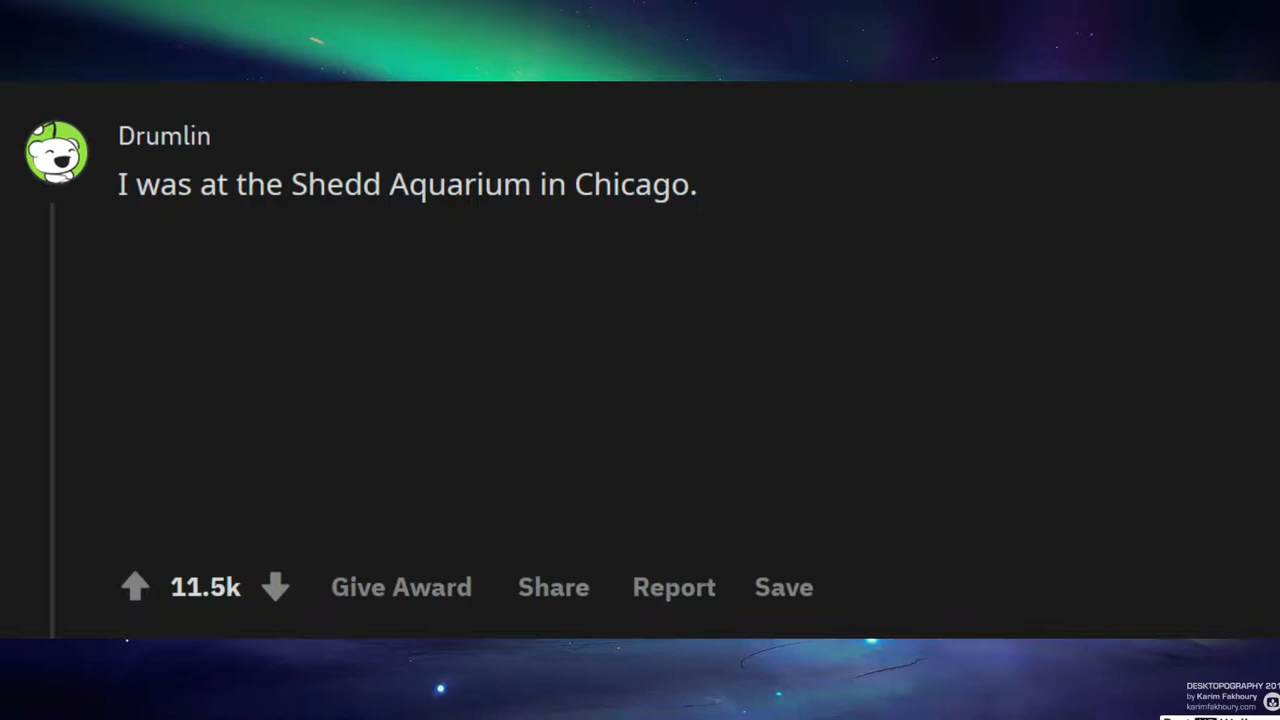 Drumlin
I was at the Shedd Aquarium in Chicago.
11.5k Give Award Share Report Save
DESKTOPOGRAPHY 201
by Karim Fakhoury
karimfakhoury.com